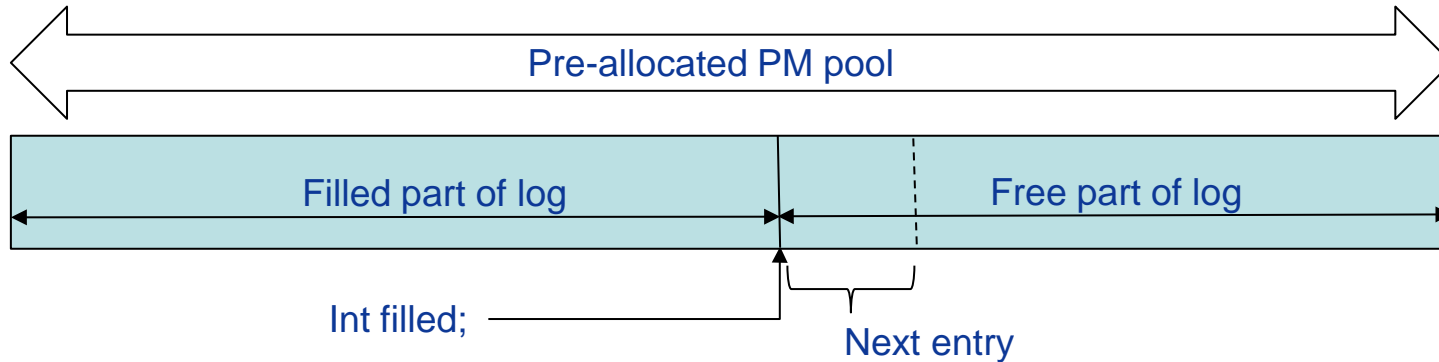 Pre-allocated PM pool
Filled part of log
Free part of log
Int filled;
Next entry